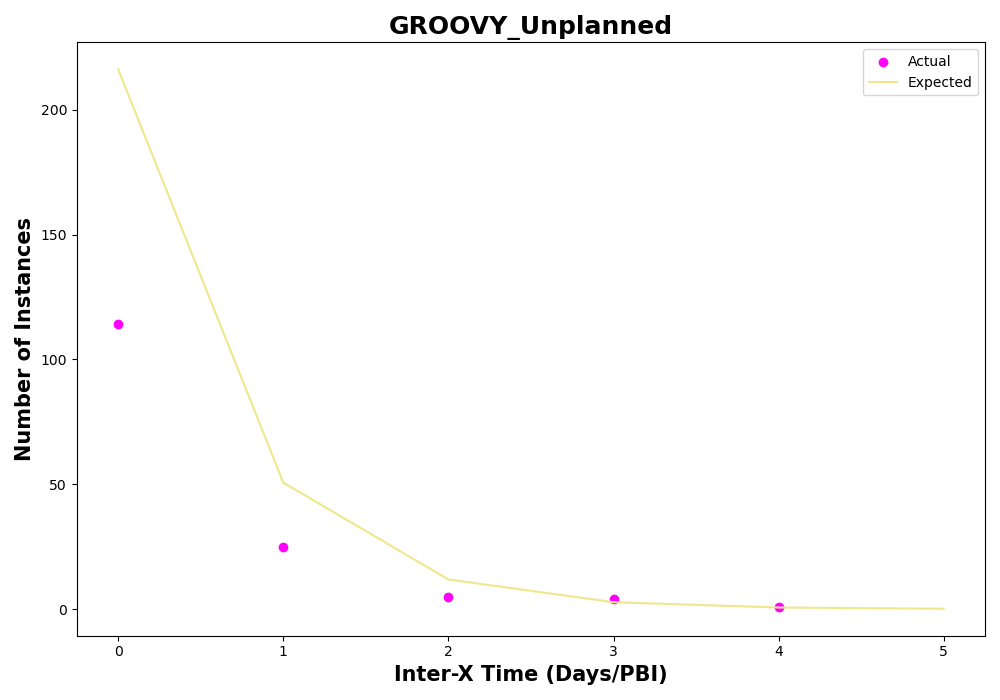 GROOVY_Unplanned
Actual
Expected
Number of Instances
200
150
100
50
0
0 1 2 3 4 5
Inter-X Time (Days/PBI)